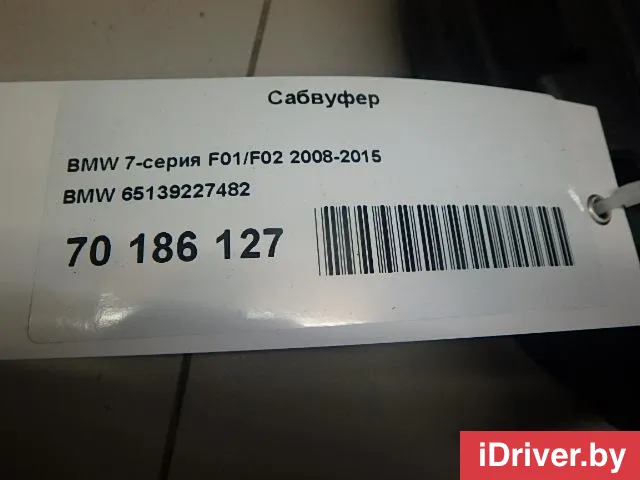 Сабвуфер
BMW 7-серия F01/F02 2008-2015
BMW 65139227482
70 186 127
iDriver.by